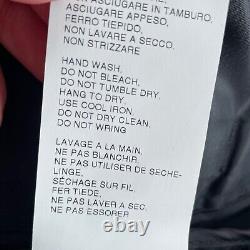 NON ASCIUGARE IN TAMBURO.
ASCIUGARE APPESO,
FERRO TIEPIDO,
NON LAVARE A SECCO.
NON STRIZZARE
HAND WASH,
DO NOT BLEACH,
DO NOT TUMBLE DRY.
HANG TO DRY.
USE COOL IRON.
DO NOT DRY CLEAN.
DO NOT WRING
LAVAGE A LA MAIN,
NE PAS BLANCHIR.
NE PAS UTILISER DE SECHE-
LINGE,
SÉCHAGE SUR FIL.
FER TIEDE,
NE PAS LAVER A SEC.
NE PAS ESSORER